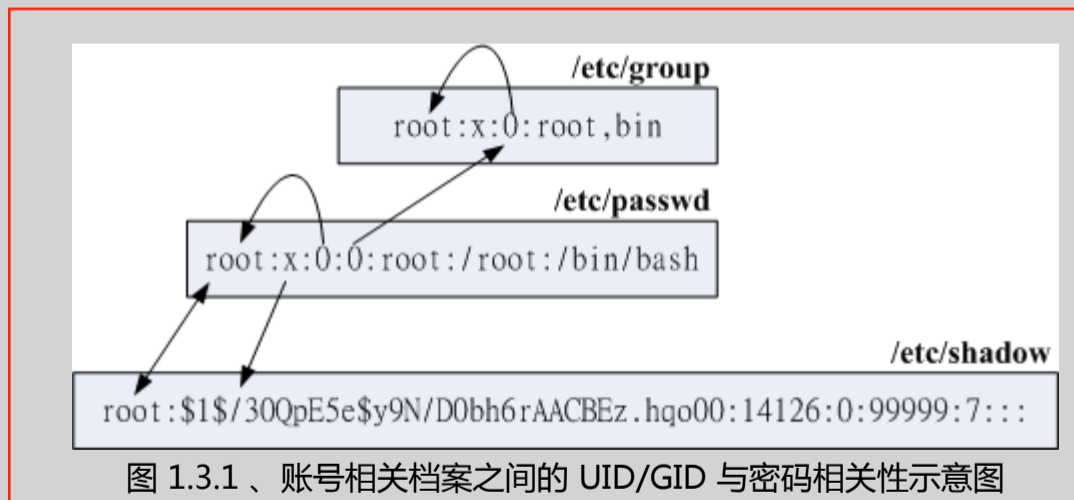 /etc/group
root:x:0:root,bin
/etc/passwd
root:x:0:0:root:/root:/bin/bash
/etc/shadow
root:$1$/30QpE5e$y9N/D0bh6rAACBEz.hqo00:14126:0:99999:7:::
图 1.3.1 、账号相关档案之间的 UID/GID 与密码相关性示意图